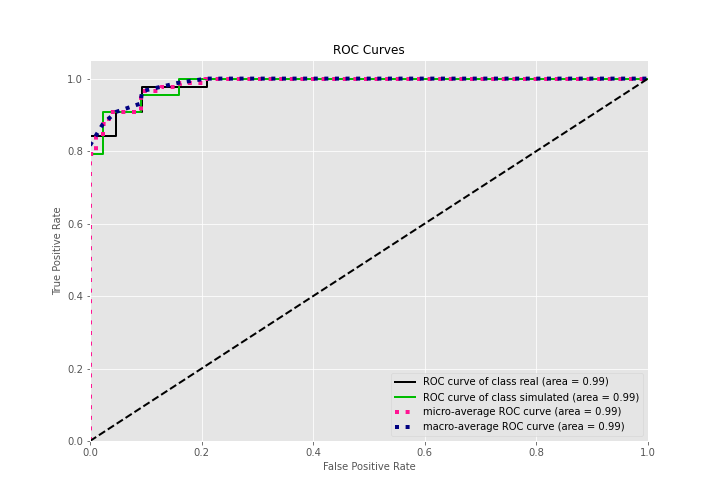 ROC Curves
True Positive Rate
1.0
0.8
0.6
0.4
0.2
0.0
0.0 0.2 0.4 0.6 0.8 1.0
False Positive Rate
ROC curve of class real (area = 0.99)
ROC curve of class simulated (area = 0.99)
micro-average ROC curve (area = 0.99)
macro-average ROC curve (area = 0.99)